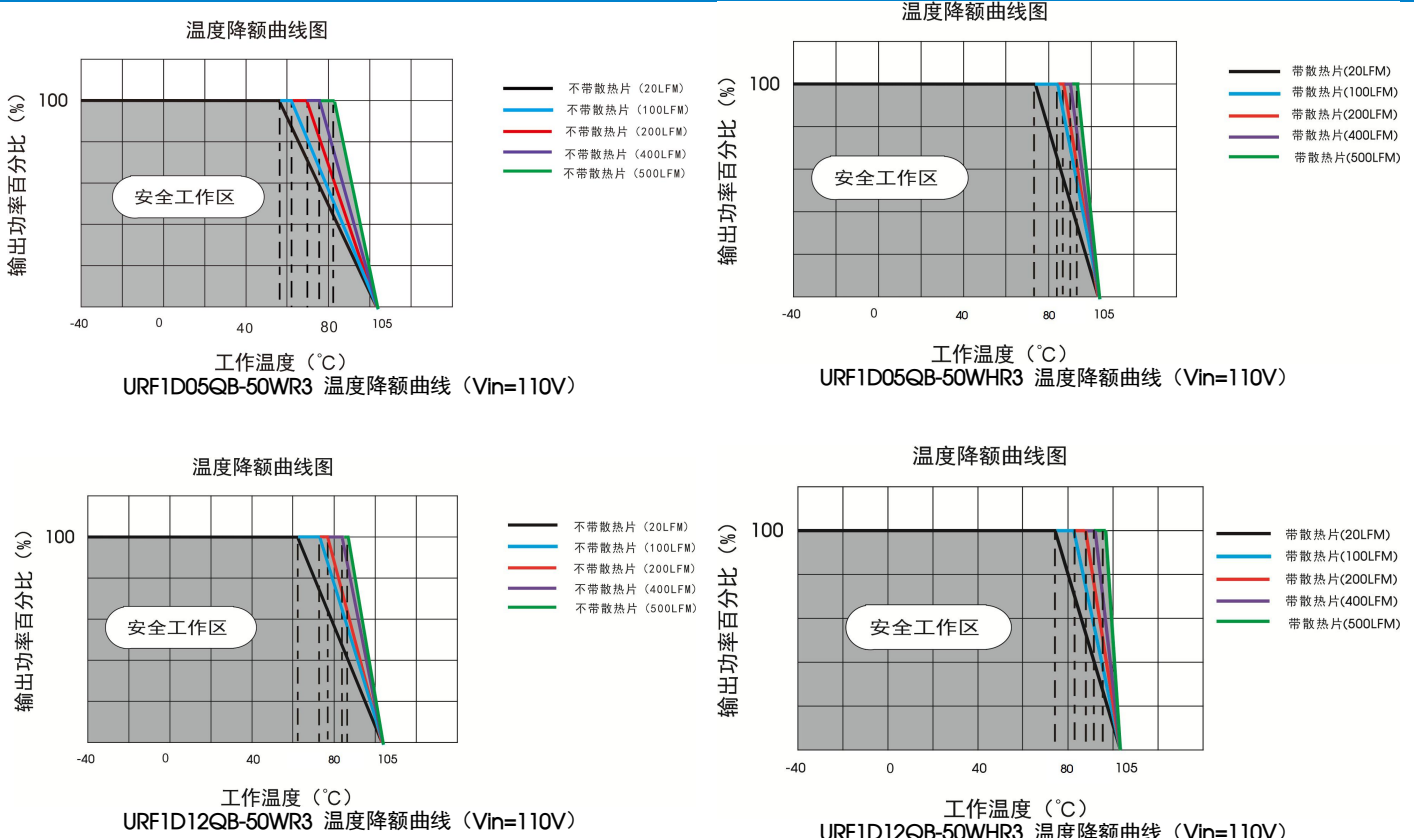 温度降额曲线图
输出功率百分比（%）
100
安全工作区
不带散热片（20LFM）
不带散热片（100LFM）
不带散热片（200LFM）
不带散热片（400LFM）
不带散热片（500LFM）
-40 0 40 80 105
工作温度（℃）
URF1D05QB-50WR3 温度降额曲线（Vin=110V）
温度降额曲线图
输出功率百分比（%）
100
安全工作区
带散热片(20LFM)
带散热片(100LFM)
带散热片(200LFM)
带散热片(400LFM)
带散热片(500LFM)
-40 0 40 80 105
工作温度（℃）
URF1D05QB-50WHR3 温度降额曲线（Vin=110V）
温度降额曲线图
输出功率百分比（%）
100
安全工作区
不带散热片（20LFM）
不带散热片（100LFM）
不带散热片（200LFM）
不带散热片（400LFM）
不带散热片（500LFM）
-40 0 40 80 105
工作温度（℃）
URF1D12QB-50WR3 温度降额曲线（Vin=110V）
温度降额曲线图
输出功率百分比（%）
100
安全工作区
带散热片(20LFM)
带散热片(100LFM)
带散热片(200LFM)
带散热片(400LFM)
带散热片(500LFM)
-40 0 40 80 105
工作温度（℃）
URF1D12QB-50WHR3 温度降额曲线（Vin=110V）